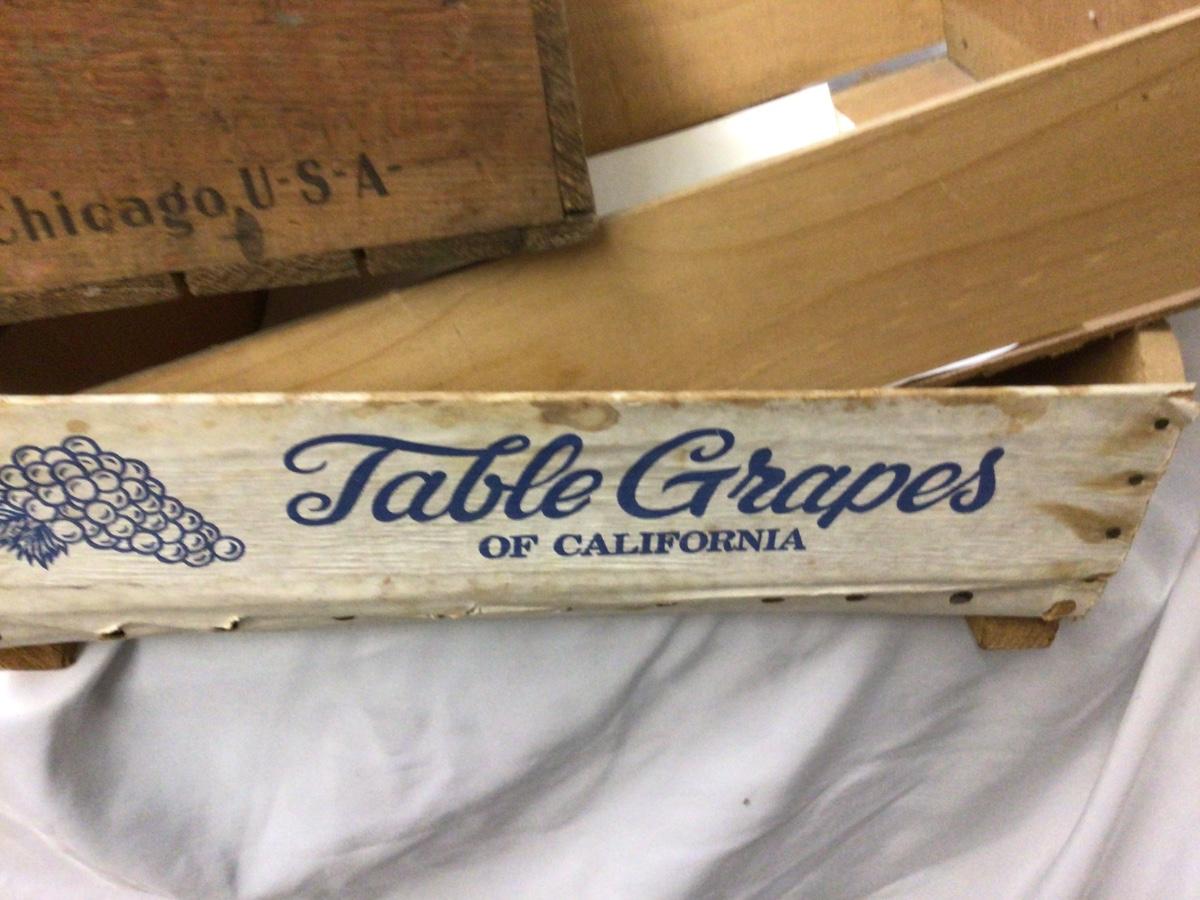 Chicago, U-S-A-
Table Grapes
OF CALIFORNIA